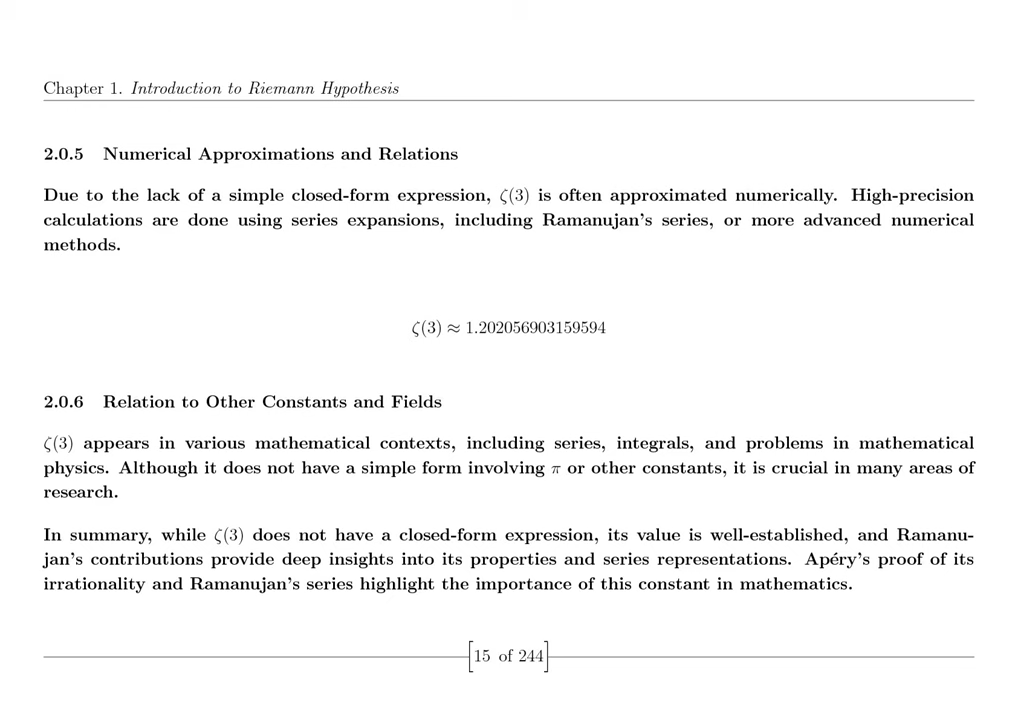 Chapter 1. Introduction to Riemann Hypothesis
2.0.5 Numerical Approximations and Relations
Due to the lack of a simple closed-form expression, ζ(3) is often approximated numerically. High-precision
calculations are done using series expansions, including Ramanujan's series, or more advanced numerical
methods.
ζ(3) ≈ 1.202056903159594
2.0.6 Relation to Other Constants and Fields
ζ(3) appears in various mathematical contexts, including series, integrals, and problems in mathematical
physics. Although it does not have a simple form involving π or other constants, it is crucial in many areas of
research.
In summary, while ζ(3) does not have a closed-form expression, its value is well-established, and Ramanu-
jan's contributions provide deep insights into its properties and series representations. Apéry's proof of its
irrationality and Ramanujan's series highlight the importance of this constant in mathematics.
[15 of 244]